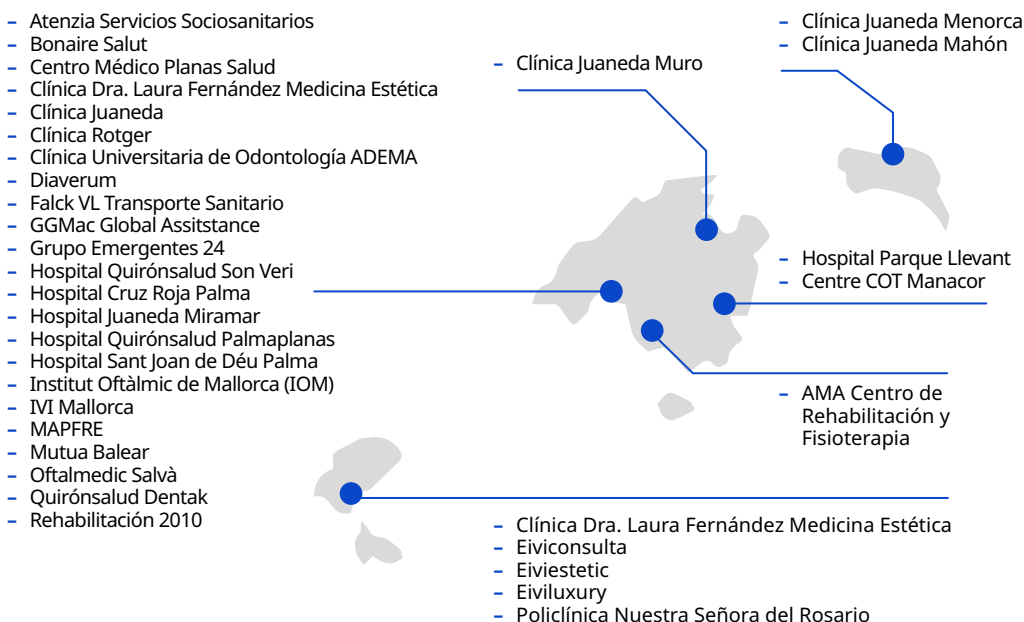 – Atenzia Servicios Sociosanitarios
– Bonaire Salut
– Centro Médico Planas Salud
– Clínica Dra. Laura Fernández Medicina Estética
– Clínica Juaneda
– Clínica Rotger
– Clínica Universitaria de Odontología ADEMA
– Diaverum
– Falck VL Transporte Sanitario
– GGMac Global Assitstance
– Grupo Emergentes 24
– Hospital Quirónsalud Son Veri
– Hospital Cruz Roja Palma
– Hospital Juaneda Miramar
– Hospital Quirónsalud Palmaplanas
– Hospital Sant Joan de Déu Palma
– Institut Oftàlmic de Mallorca (IOM)
– IVI Mallorca
– MAPFRE
– Mutua Balear
– Oftalmedic Salvà
– Quirónsalud Dentak
– Rehabilitación 2010
– Clínica Juaneda Muro
– Clínica Juaneda Menorca
– Clínica Juaneda Mahón
– Hospital Parque Llevant
– Centre COT Manacor
– AMA Centro de
Rehabilitación y
Fisioterapia
– Clínica Dra. Laura Fernández Medicina Estética
– Eiviconsulta
– Eiviestetic
– Eiviluxury
– Policlínica Nuestra Señora del Rosario